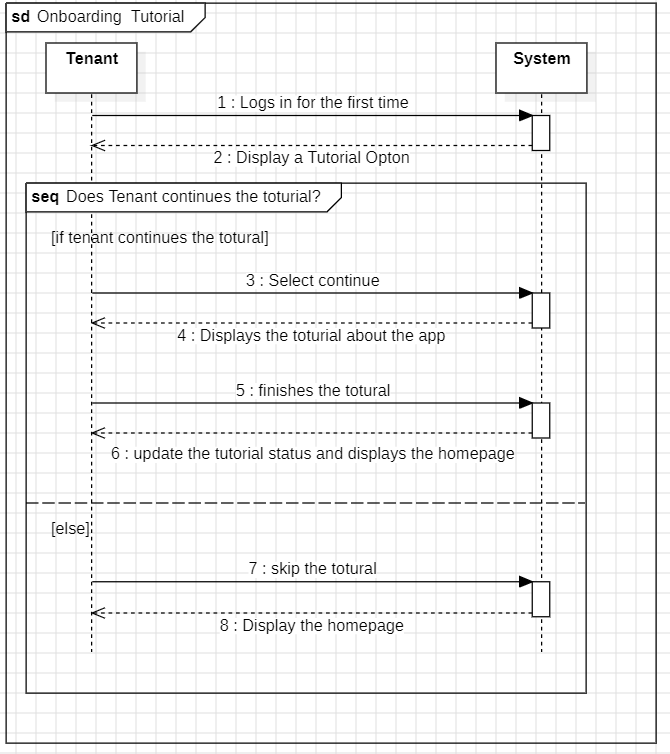 sd Onboarding Tutorial
Tenant
System
1 : Logs in for the first time
2 : Display a Tutorial Opton
seq Does Tenant continues the toturial?
[if tenant continues the totural]
3 : Select continue
4 : Displays the toturial about the app
5 : finishes the totural
6 : update the tutorial status and displays the homepage
[else]
7 : skip the totural
8 : Display the homepage